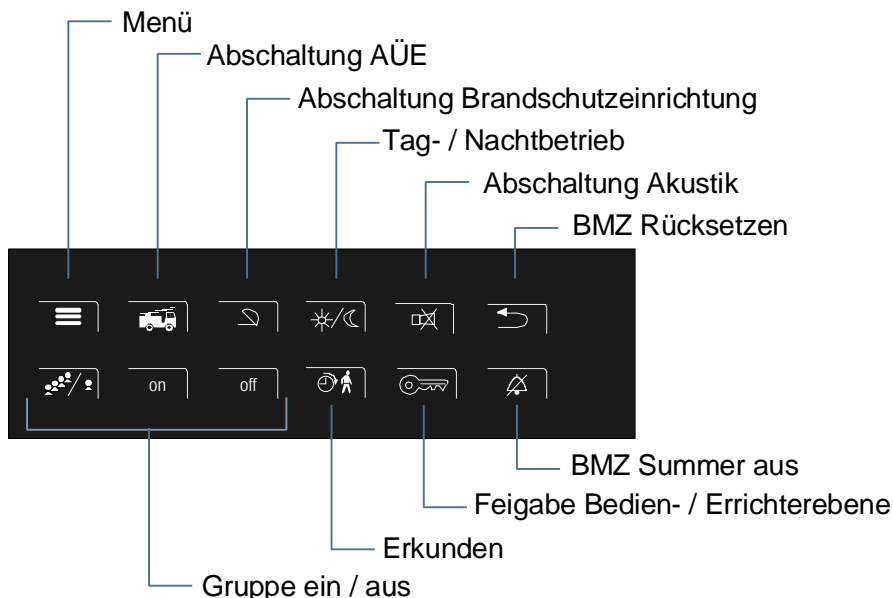 Menü
Abschaltung AÜE
Abschaltung Brandschutzeinrichtung
Tag- / Nachtbetrieb
Abschaltung Akustik
BMZ Rücksetzen
on off
BMZ Summer aus
Feigabe Bedien- / Errichterebene
Erkunden
Gruppe ein / aus